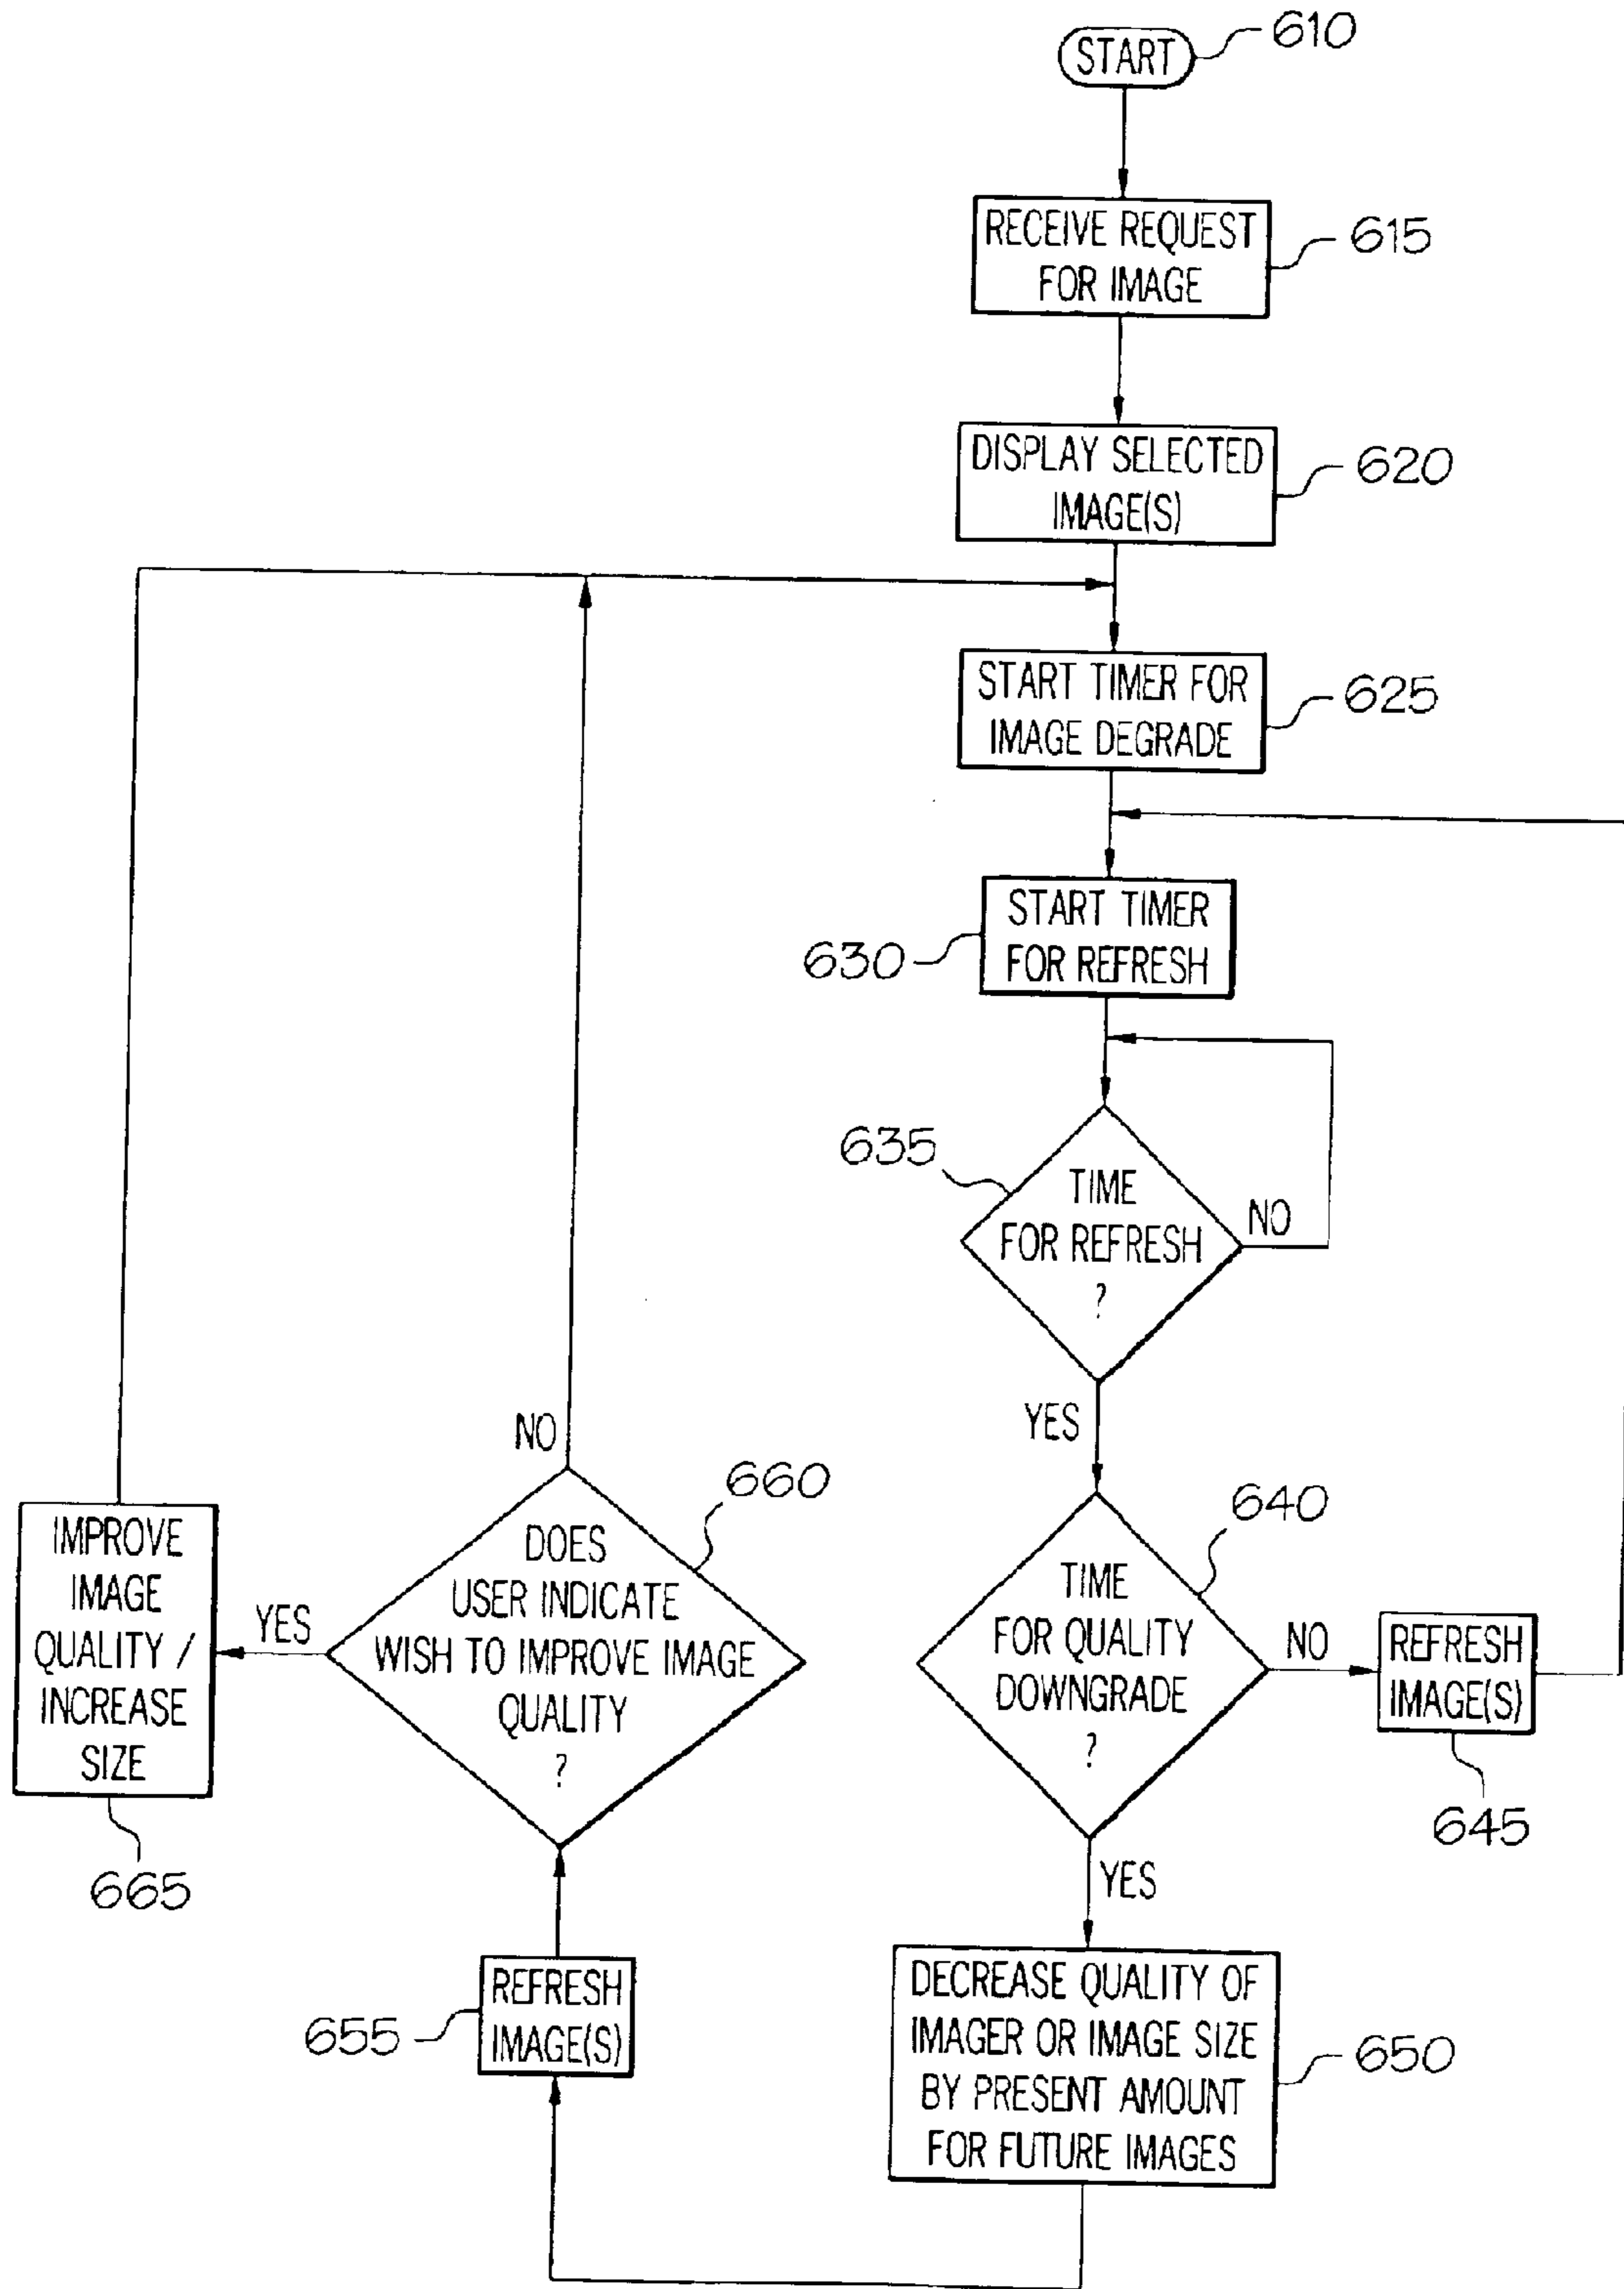 START
610
RECEIVE REQUEST
FOR IMAGE
615
DISPLAY SELECTED
IMAGE(S)
620
START TIMER FOR
IMAGE DEGRADE
625
START TIMER
FOR REFRESH
630
635
TIME
FOR REFRESH
?
NO
YES
640
TIME
FOR QUALITY
DOWNGRADE
?
NO
REFRESH
IMAGE(S)
645
YES
DECREASE QUALITY OF
IMAGER OR IMAGE SIZE
BY PRESENT AMOUNT
FOR FUTURE IMAGES
650
REFRESH
IMAGE(S)
655
660
DOES
USER INDICATE
WISH TO IMPROVE IMAGE
QUALITY
?
NO
YES
IMPROVE
IMAGE
QUALITY /
INCREASE
SIZE
665